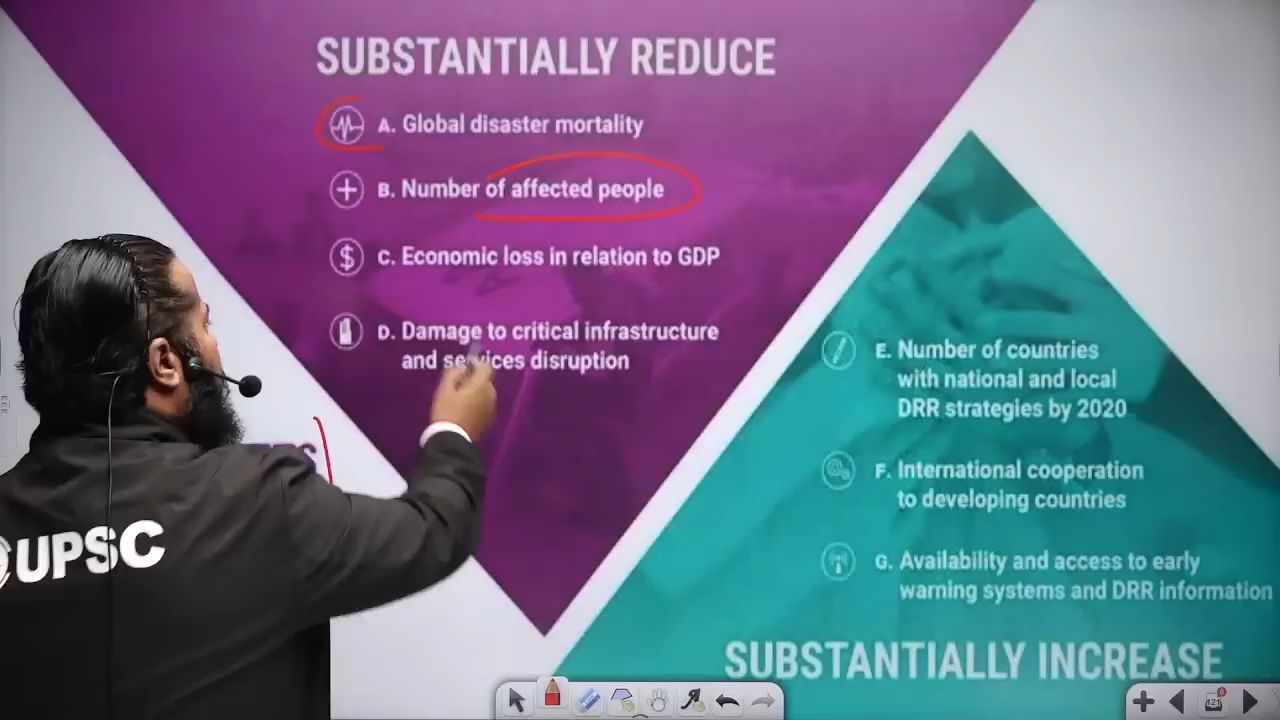 SUBSTANTIALLY REDUCE
A. Global disaster mortality
B. Number of affected people
C. Economic loss in relation to GDP
D. Damage to critical infrastructure
and services disruption
E. Number of countries
with national and local
DRR strategies by 2020
F. International cooperation
to developing countries
G. Availability and access to early
warning systems and DRR information
SUBSTANTIALLY INCREASE
UPSC
121